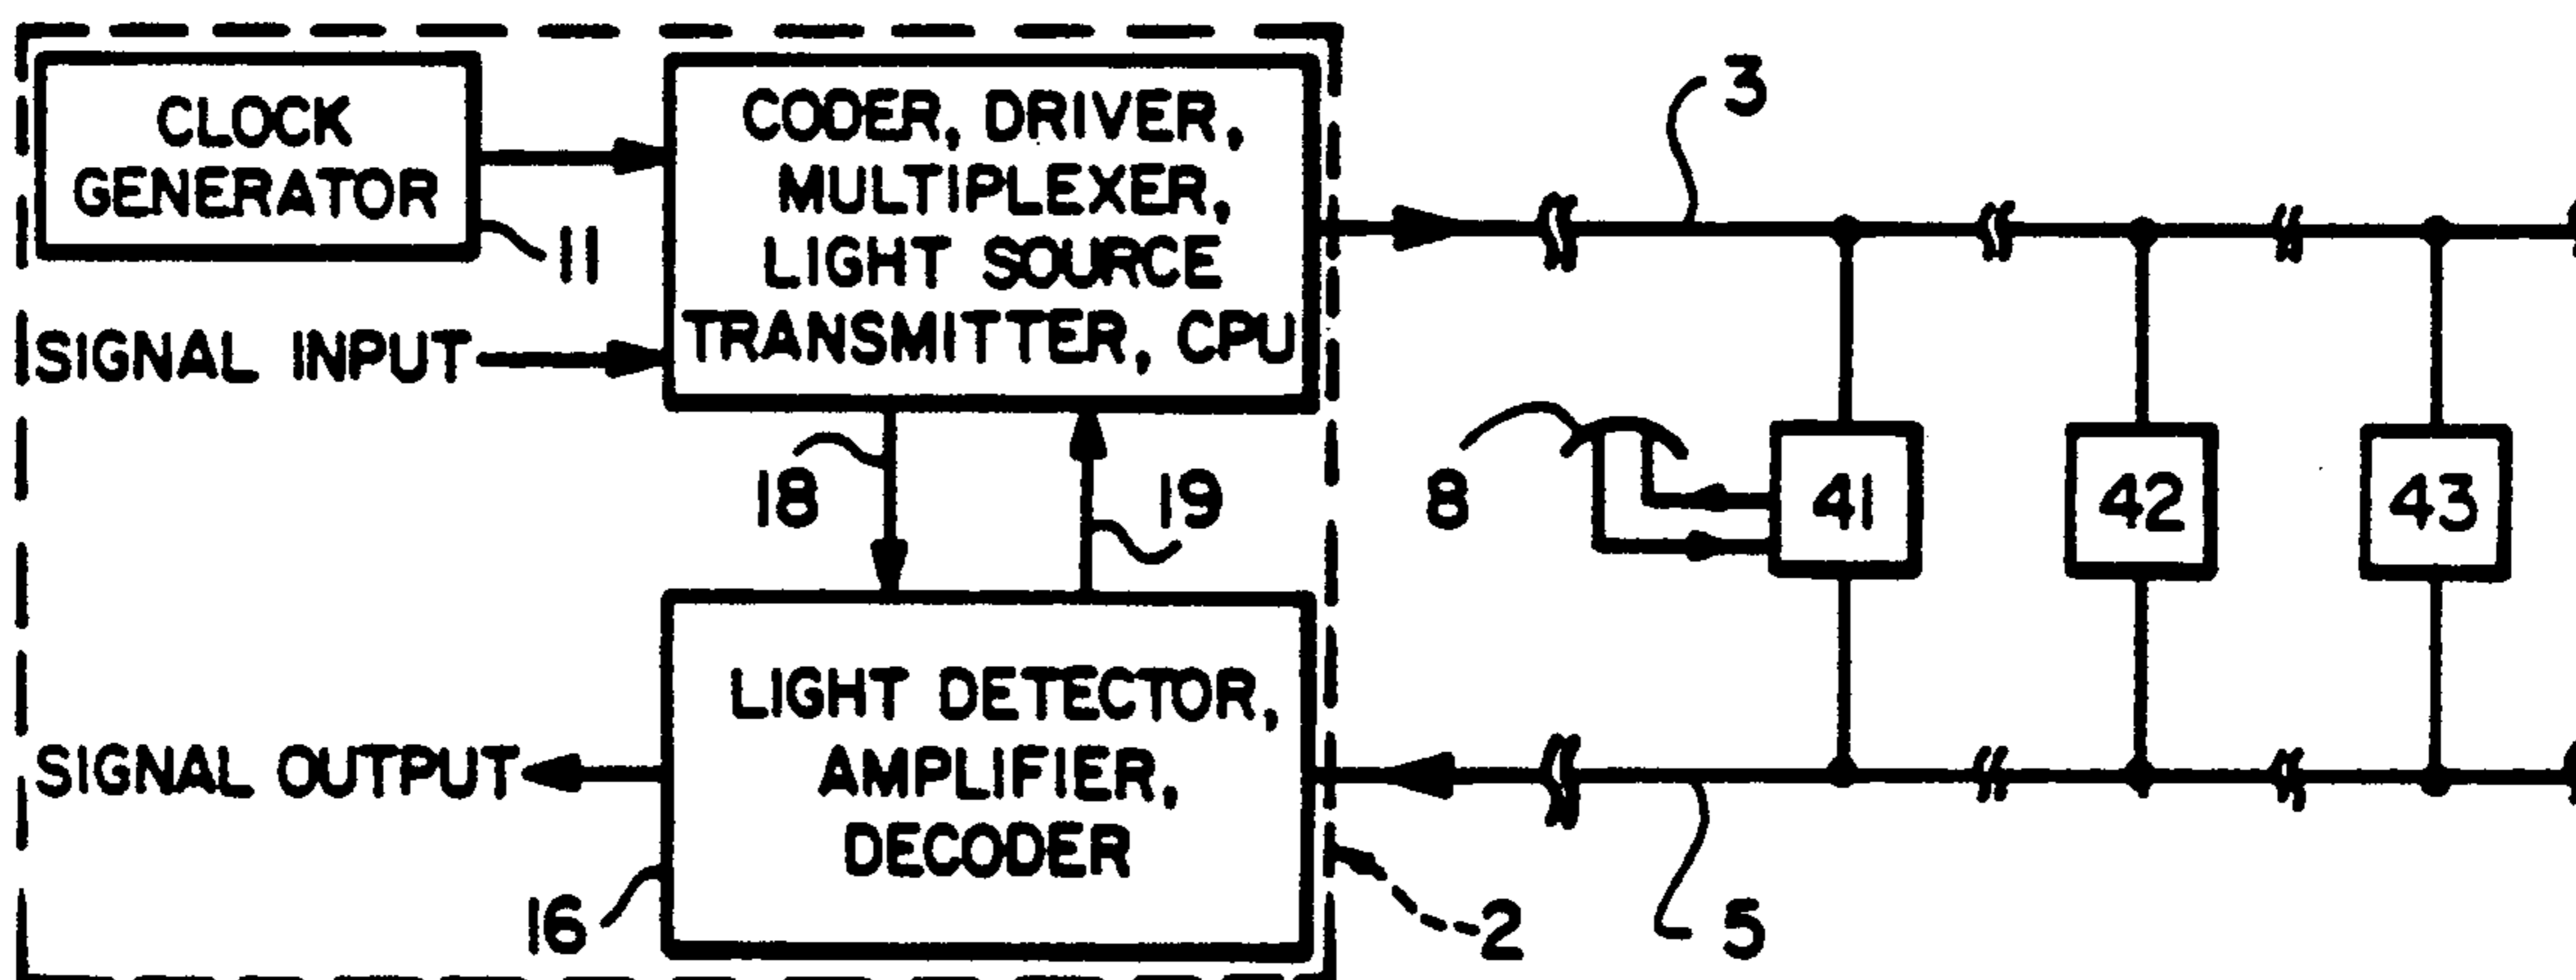 CLOCK
GENERATOR
11
CODER, DRIVER,
MULTIPLEXER,
LIGHT SOURCE
TRANSMITTER, CPU
3
SIGNAL INPUT
18
19
8
41
42
43
LIGHT DETECTOR,
AMPLIFIER,
DECODER
SIGNAL OUTPUT
16
2
5